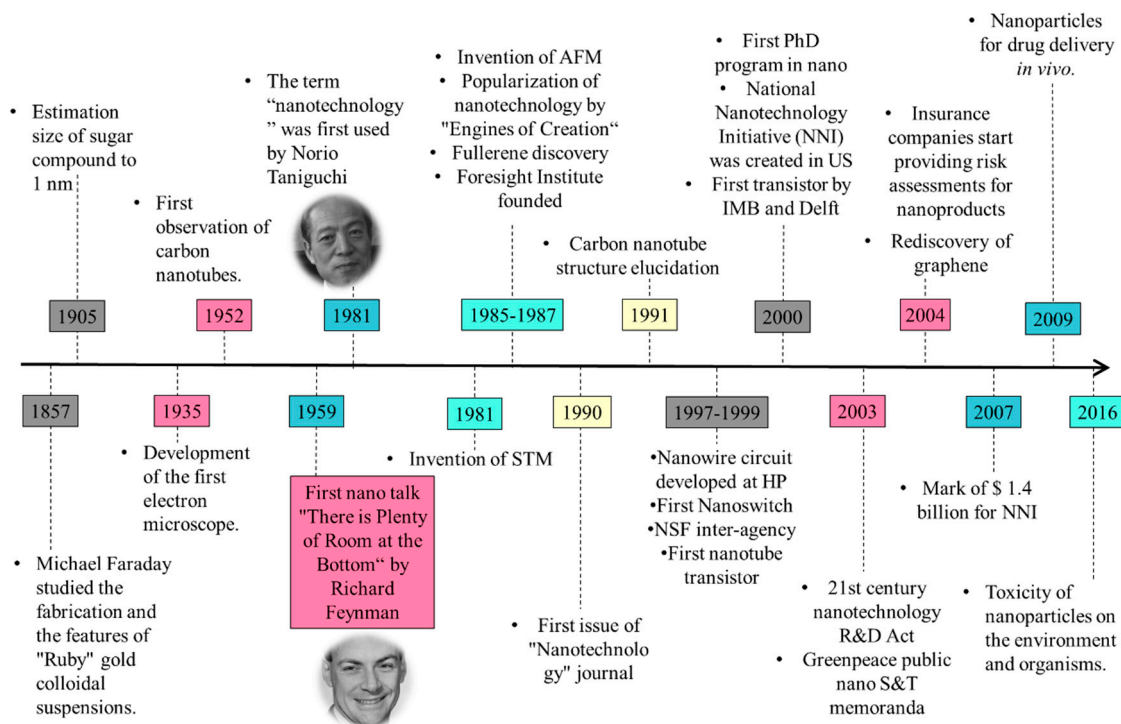 • Nanoparticles
for drug delivery
in vivo.
• First PhD
program in nano
• National
Nanotechnology
Initiative (NNI)
was created in US
• First transistor by
IMB and Delft
• Invention of AFM
• Popularization of
nanotechnology by
"Engines of Creation“
• Fullerene discovery
• Foresight Institute
founded
• The term
“nanotechnology
” was first used
by Norio
Taniguchi
• Estimation
size of sugar
compound to
1 nm
• First
observation of
carbon
nanotubes.
• Carbon nanotube
structure elucidation
• Insurance
companies start
providing risk
assessments for
nanoproducts
• Rediscovery of
graphene
1905
1952
1981
1985-1987
1991
2000
2004
2009
1857
1935
1959
1981
1990
1997-1999
2003
2007
2016
• Development
of the first
electron
microscope.
• Michael Faraday
studied the
fabrication and
the features of
"Ruby" gold
colloidal
suspensions.
First nano talk
"There is Plenty
of Room at the
Bottom“ by
Richard
Feynman
• Invention of STM
• First issue of
"Nanotechnolo
gy" journal
•Nanowire circuit
developed at HP
•First Nanoswitch
•NSF inter-agency
•First nanotube
transistor
• 21st century
nanotechnology
R&D Act
• Greenpeace public
nano S&T
memoranda
• Mark of $ 1.4
billion for NNI
• Toxicity of
nanoparticles on
the environment
and organisms.